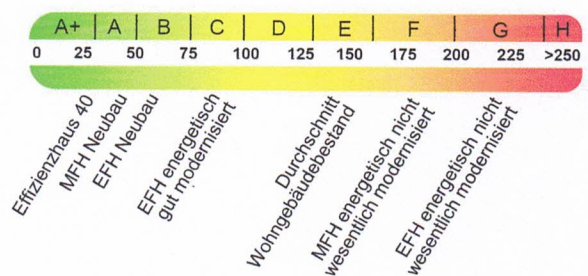 A+ A B C D E F G H
0 25 50 75 100 125 150 175 200 225 >250
Effizienzhaus 40
MFH Neubau
EFH Neubau
EFH energetisch
gut modernisiert
Durchschnitt
Wohngebäudebestand
MFH energetisch nicht
wesentlich modernisiert
EFH energetisch nicht
wesentlich modernisiert